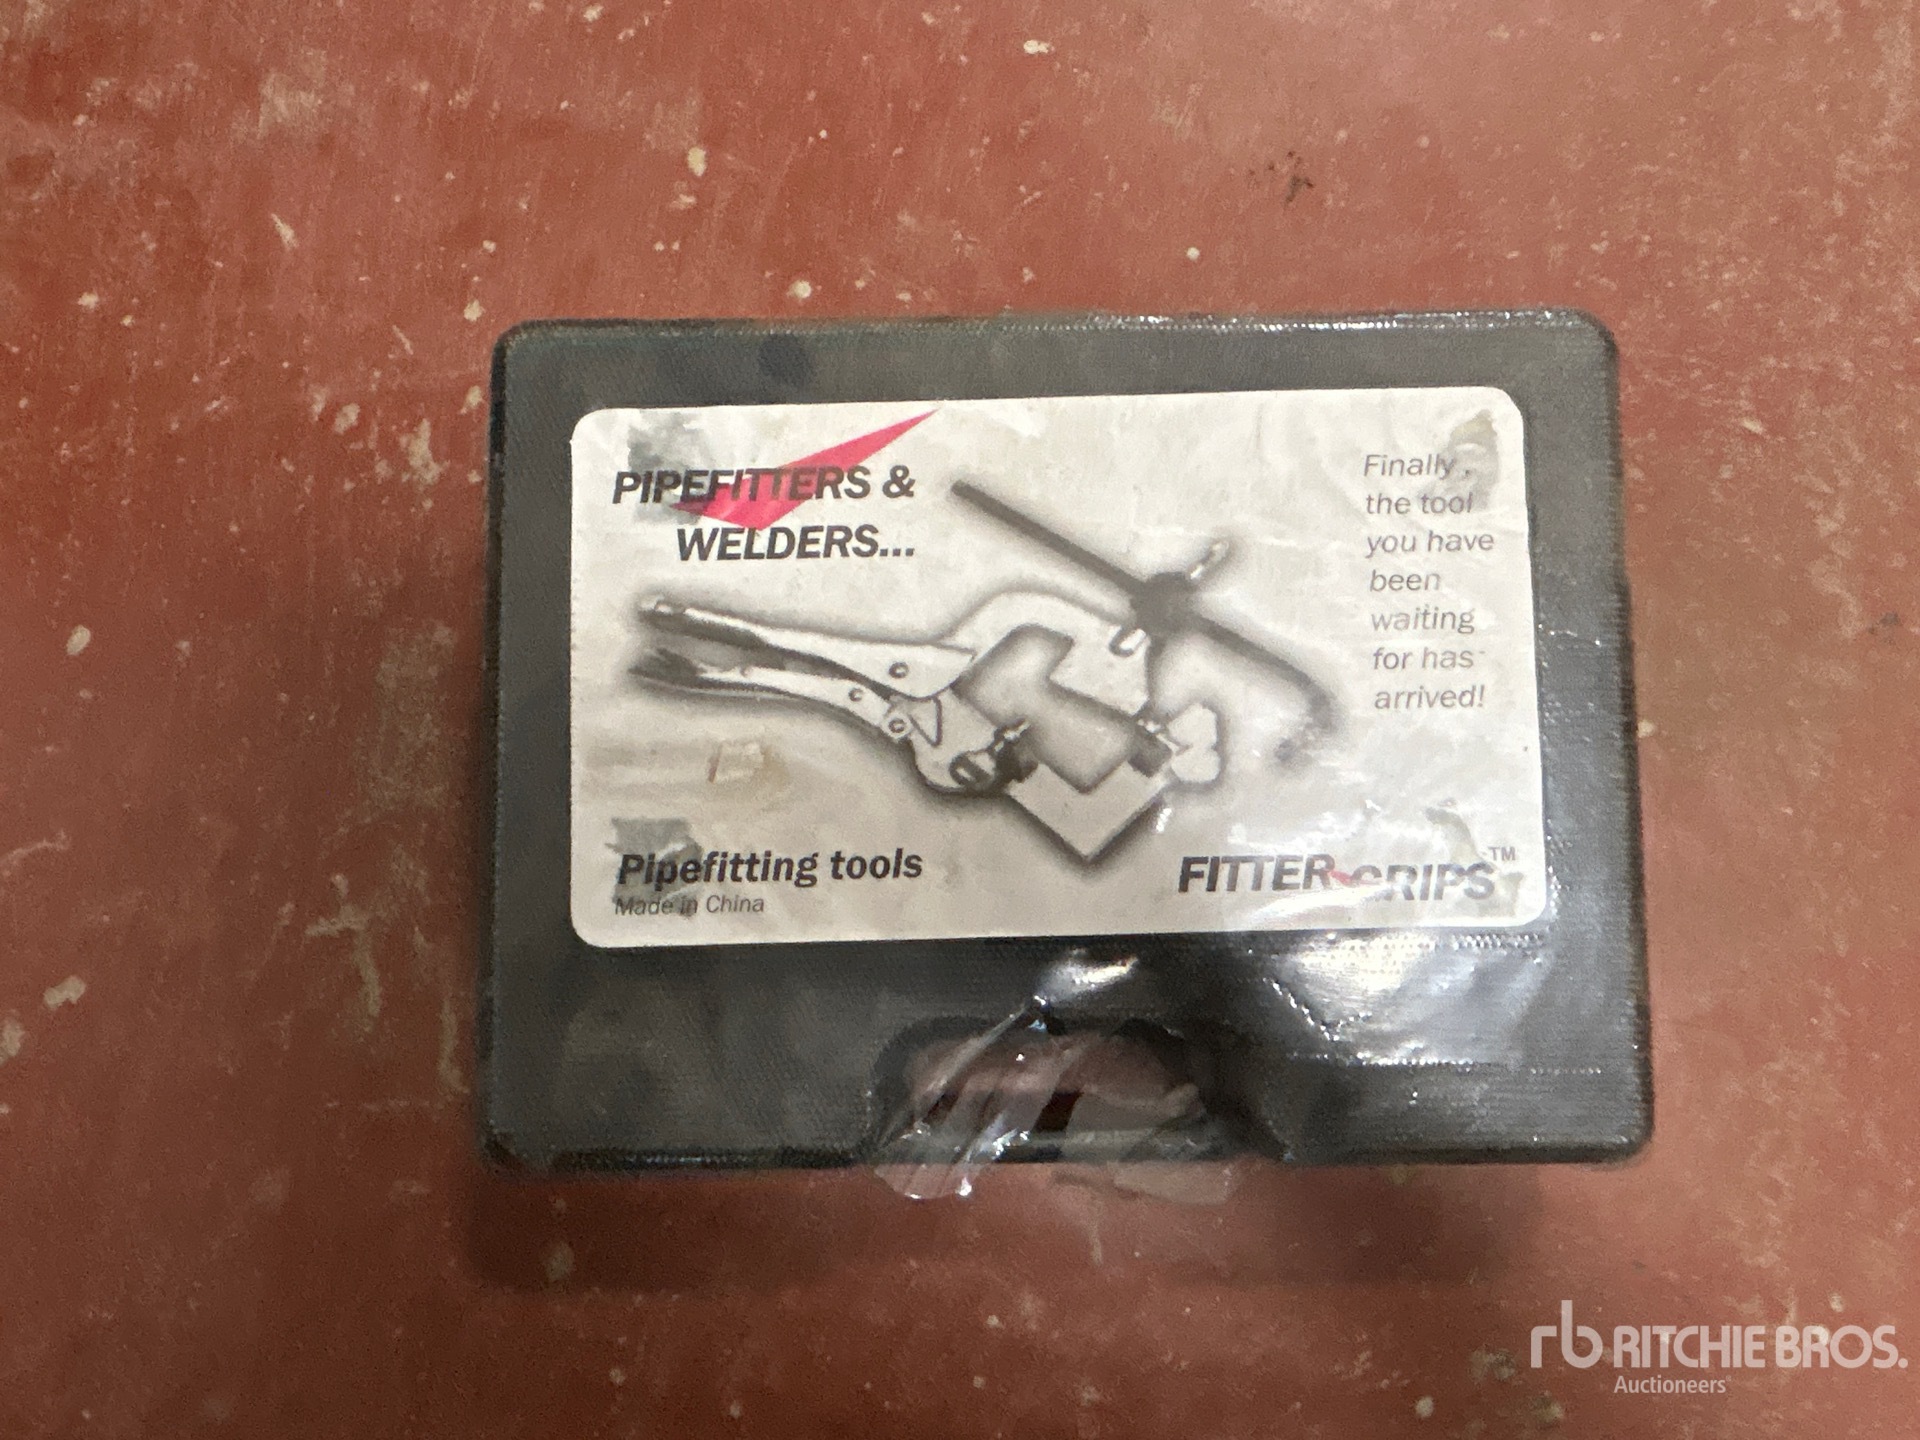 PIPEFITTERS &
WELDERS...
Finally,
the tool
you have
been
waiting
for has
arrived!
Pipefitting tools
Made in China
FITTER GRIPS™
rb RITCHIE BROS.
Auctioneers